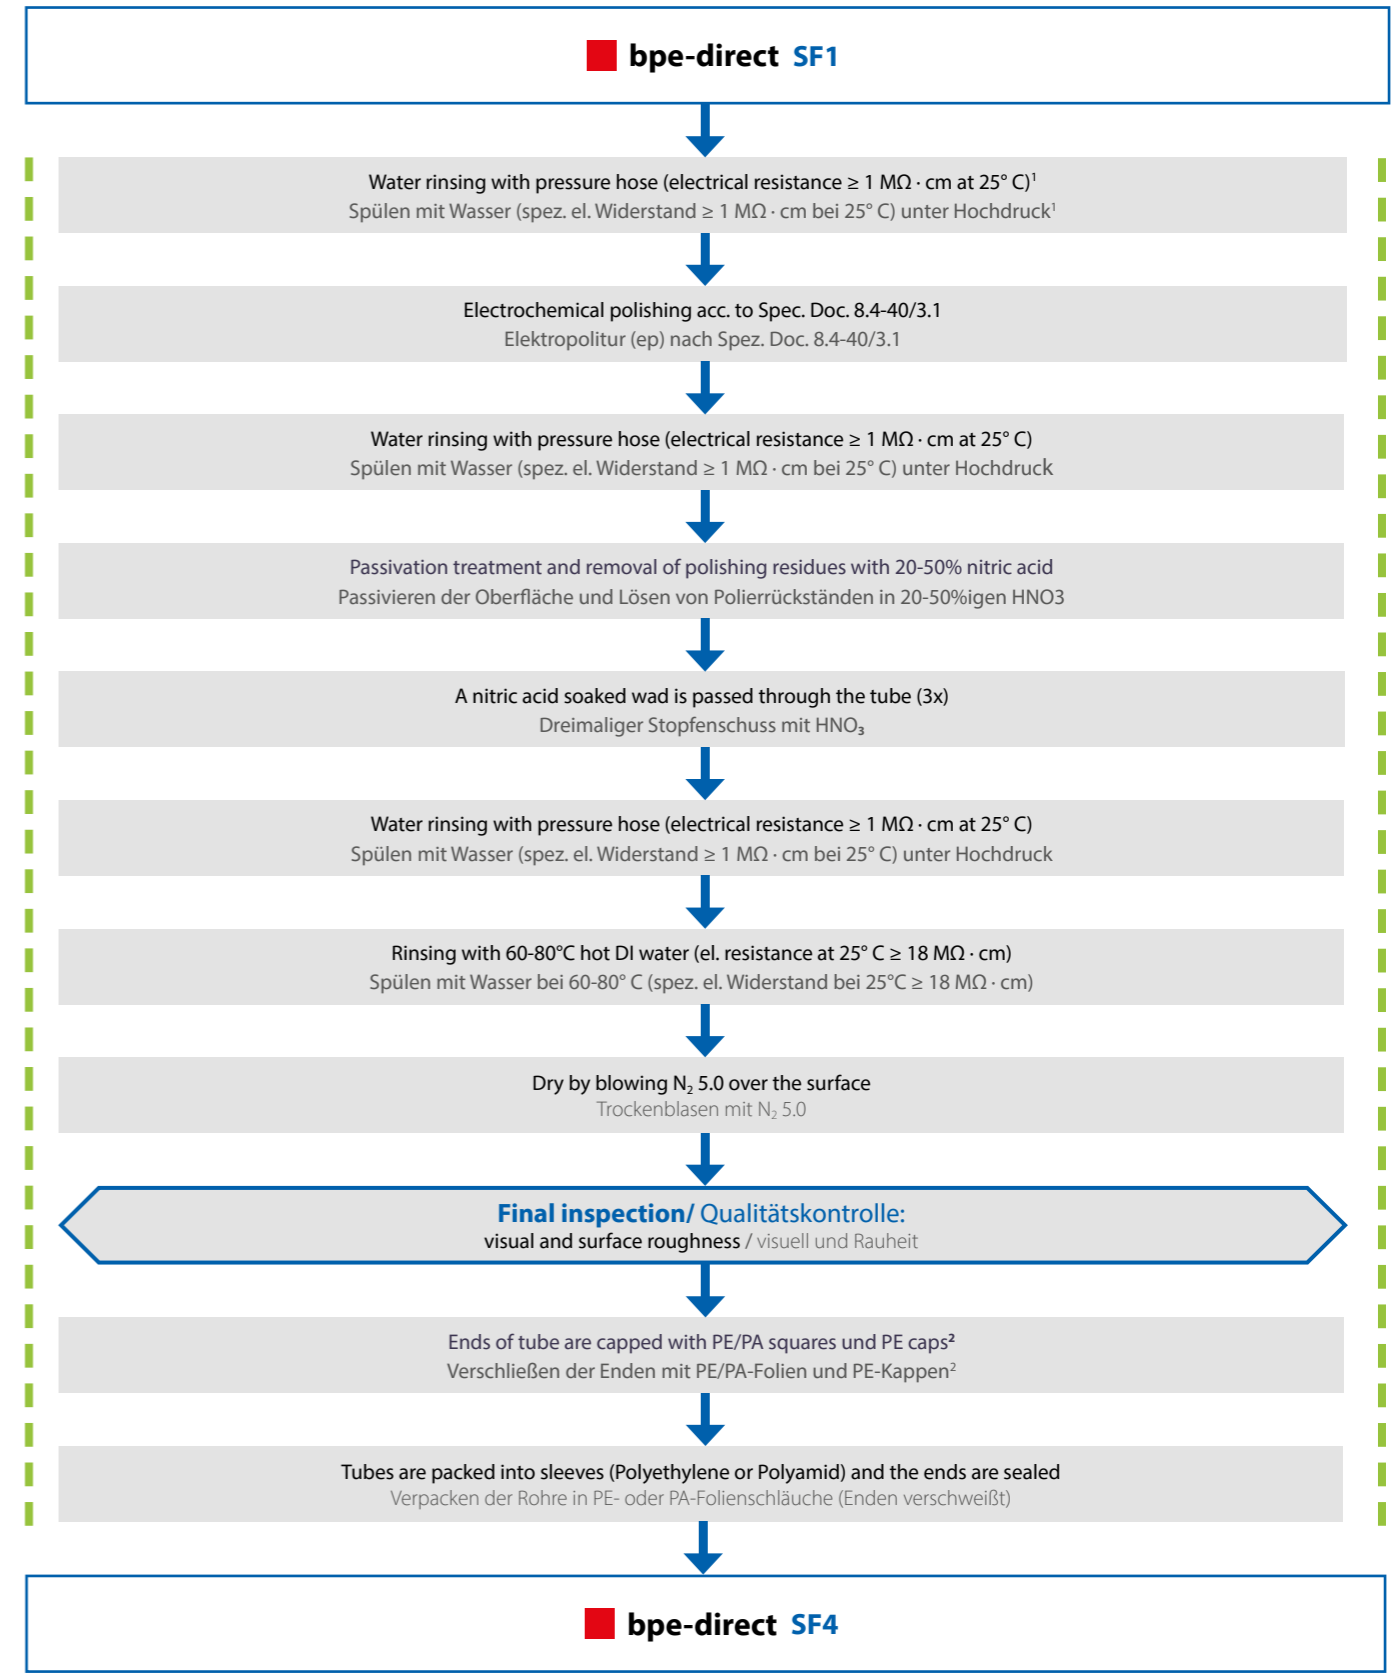 bpe-direct SF1
Water rinsing with pressure hose (electrical resistance ≥ 1 MΩ · cm at 25° C)¹
Spülen mit Wasser (spez. el. Widerstand ≥ 1 MΩ · cm bei 25° C) unter Hochdruck¹
Electrochemical polishing acc. to Spec. Doc. 8.4-40/3.1
Elektropolitur (ep) nach Spez. Doc. 8.4-40/3.1
Water rinsing with pressure hose (electrical resistance ≥ 1 MΩ · cm at 25° C)
Spülen mit Wasser (spez. el. Widerstand ≥ 1 MΩ · cm bei 25° C) unter Hochdruck
Passivation treatment and removal of polishing residues with 20-50% nitric acid
Passivieren der Oberfläche und Lösen von Polierrückständen in 20-50%igen HNO3
A nitric acid soaked wad is passed through the tube (3x)
Dreimaliger Stopfenschuss mit HNO₃
Water rinsing with pressure hose (electrical resistance ≥ 1 MΩ · cm at 25° C)
Spülen mit Wasser (spez. el. Widerstand ≥ 1 MΩ · cm bei 25° C) unter Hochdruck
Rinsing with 60-80°C hot DI water (el. resistance at 25° C ≥ 18 MΩ · cm)
Spülen mit Wasser bei 60-80° C (spez. el. Widerstand bei 25°C ≥ 18 MΩ · cm)
Dry by blowing N₂ 5.0 over the surface
Trockenblasen mit N₂ 5.0
Final inspection/ Qualitätskontrolle:
visual and surface roughness / visuell und Rauheit
Ends of tube are capped with PE/PA squares und PE caps²
Verschließen der Enden mit PE/PA-Folien und PE-Kappen²
Tubes are packed into sleeves (Polyethylene or Polyamid) and the ends are sealed
Verpacken der Rohre in PE- oder PA-Folienschläuche (Enden verschweißt)
bpe-direct SF4